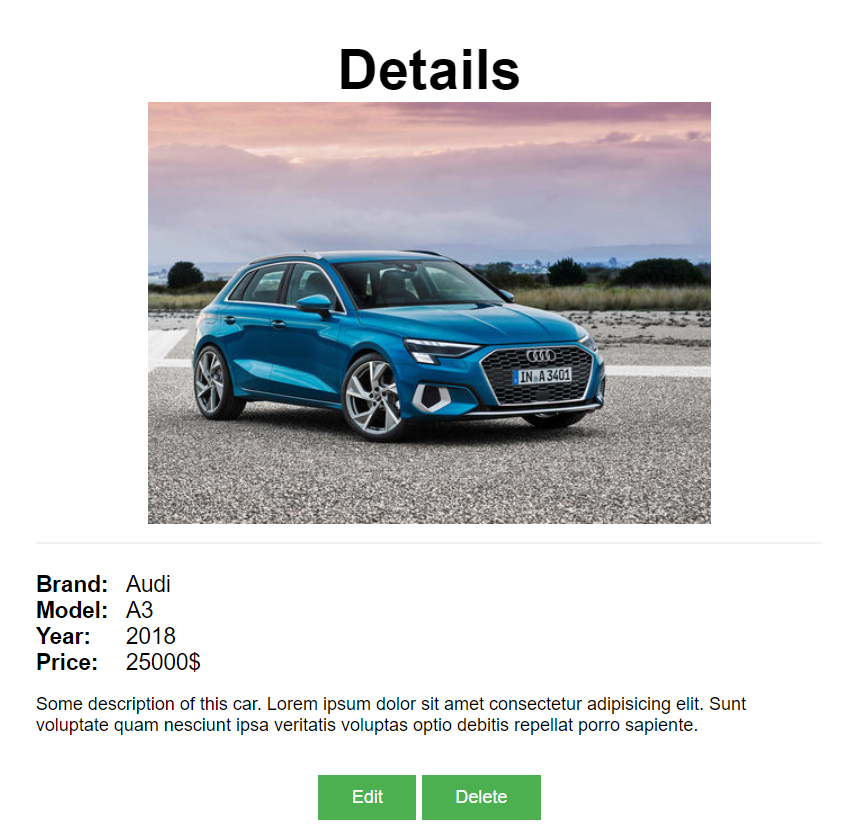 Details
IN A 3401
Brand: Audi
Model: A3
Year: 2018
Price: 25000$
Some description of this car. Lorem ipsum dolor sit amet consectetur adipisicing elit. Sunt
voluptate quam nesciunt ipsa veritatis voluptas optio debitis repellat porro sapiente.
Edit Delete